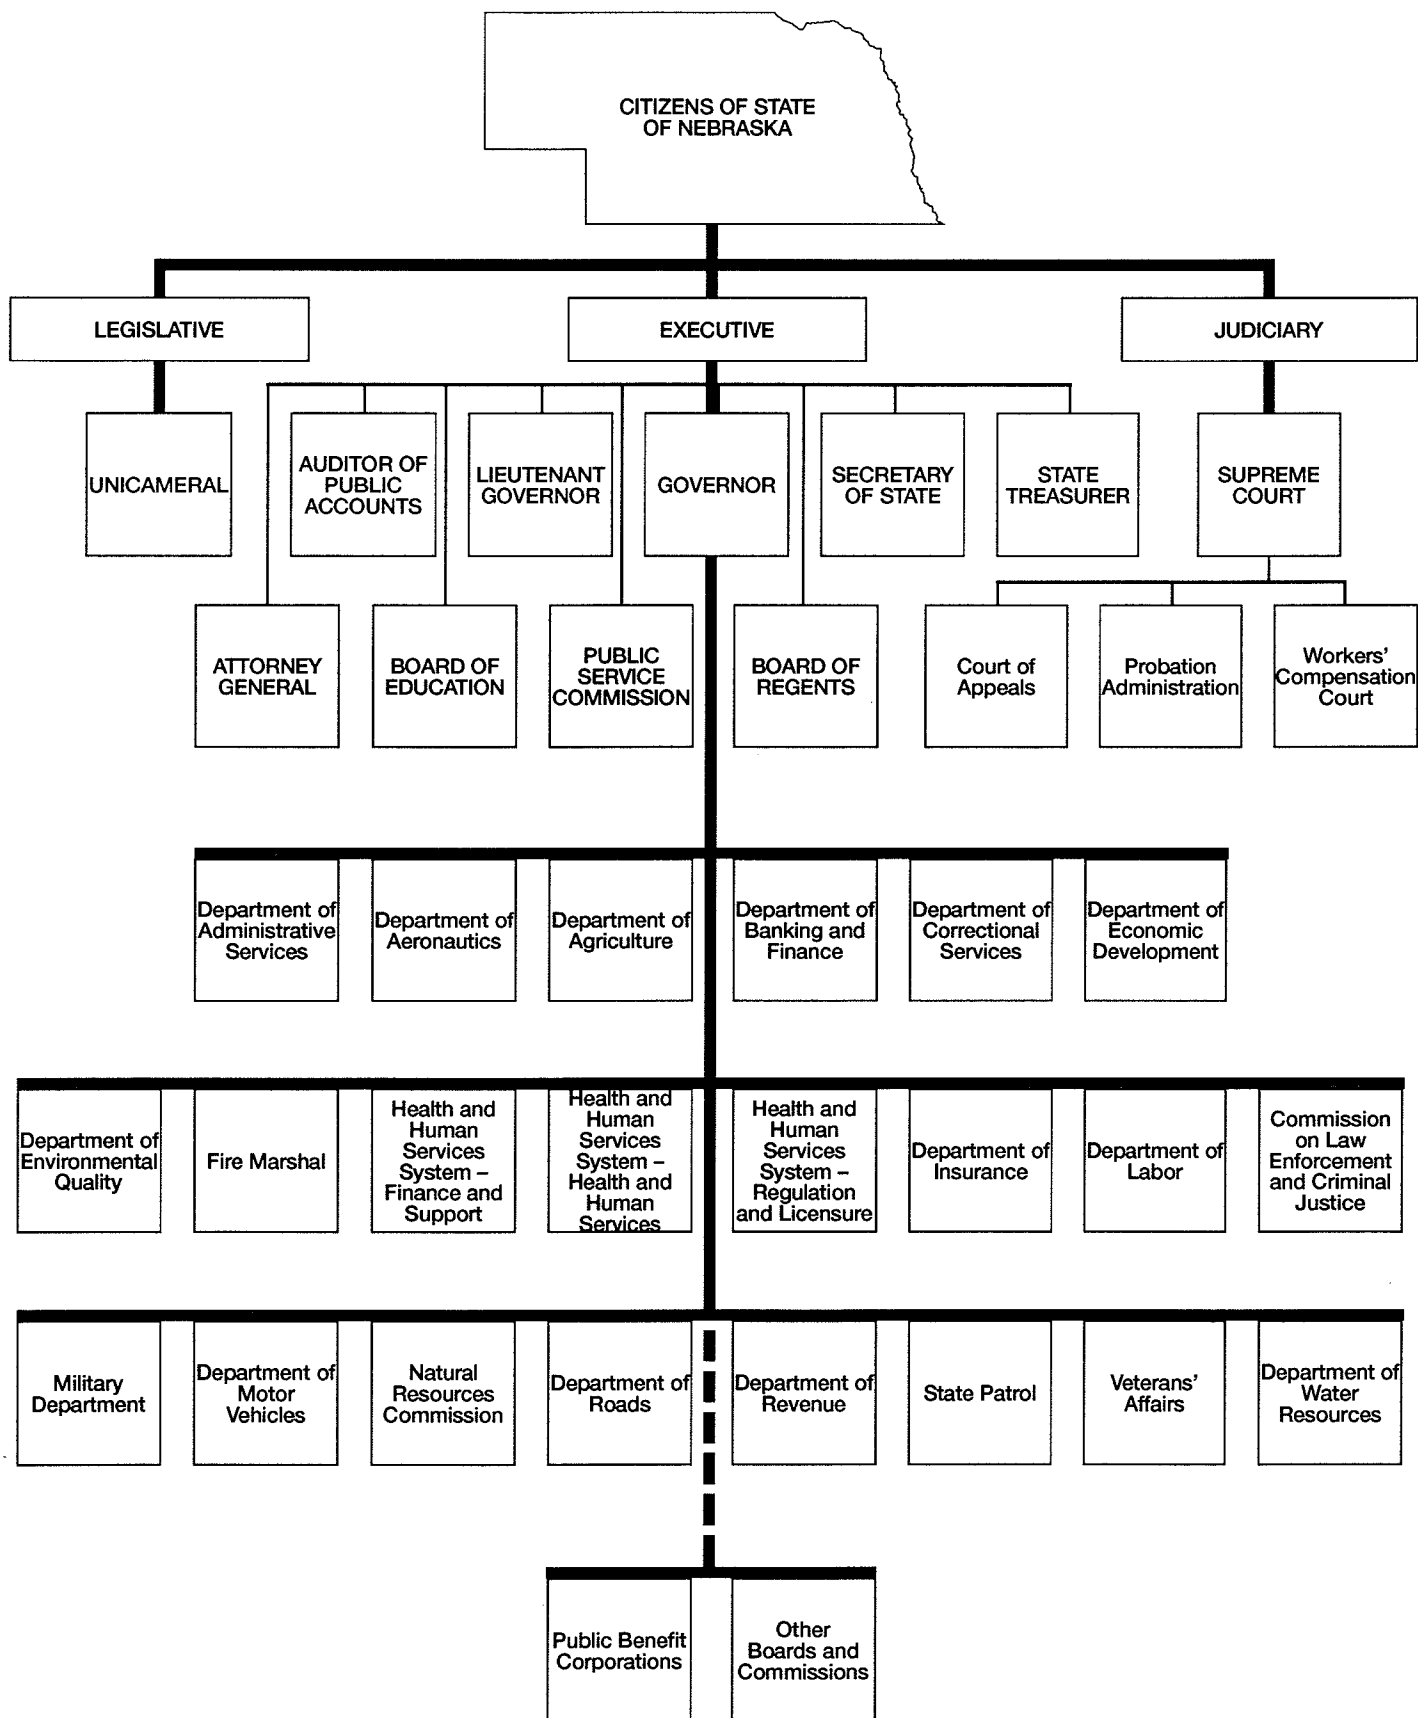 CITIZENS OF STATE
OF NEBRASKA
LEGISLATIVE
EXECUTIVE
JUDICIARY
UNICAMERAL
AUDITOR OF
PUBLIC
ACCOUNTS
LIEUTENANT
GOVERNOR
GOVERNOR
SECRETARY
OF STATE
STATE
TREASURER
SUPREME
COURT
ATTORNEY
GENERAL
BOARD OF
EDUCATION
PUBLIC
SERVICE
COMMISSION
BOARD OF
REGENTS
Court of
Appeals
Probation
Administration
Workers'
Compensation
Court
Department of
Administrative
Services
Department of
Aeronautics
Department of
Agriculture
Department of
Banking and
Finance
Department of
Correctional
Services
Department of
Economic
Development
Department of
Environmental
Quality
Fire Marshal
Health and
Human
Services
System –
Finance and
Support
Health and
Human
Services
System –
Health and
Human
Services
Health and
Human
Services
System –
Regulation
and Licensure
Department of
Insurance
Department of
Labor
Commission
on Law
Enforcement
and Criminal
Justice
Military
Department
Department of
Motor
Vehicles
Natural
Resources
Commission
Department of
Roads
Department of
Revenue
State Patrol
Veterans'
Affairs
Department of
Water
Resources
Public Benefit
Corporations
Other
Boards and
Commissions